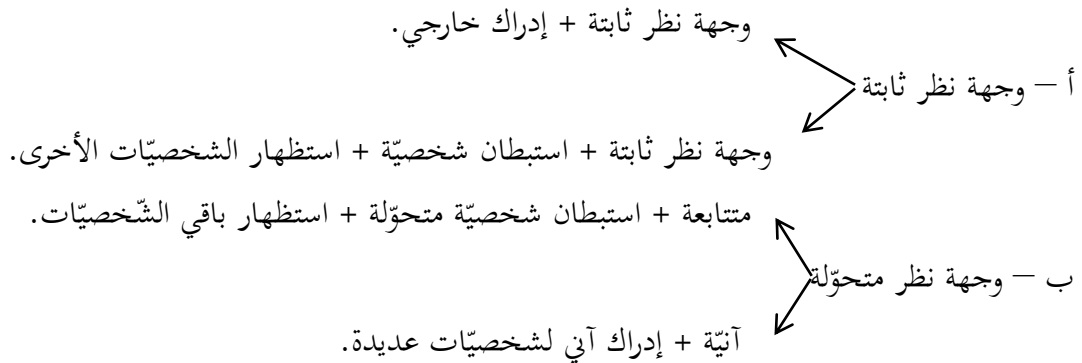 وجهة نظر ثابتة + إدراك خارجي.
أ – وجهة نظر ثابتة
وجهة نظر ثابتة + استبطان شخصيّة + استظهار الشخصيّات الأخرى.
متتابعة + استبطان شخصيّة متحوّلة + استظهار باقي الشّخصيّات.
ب – وجهة نظر متحوّلة
آنيّة + إدراك آني لشخصيّات عديدة.